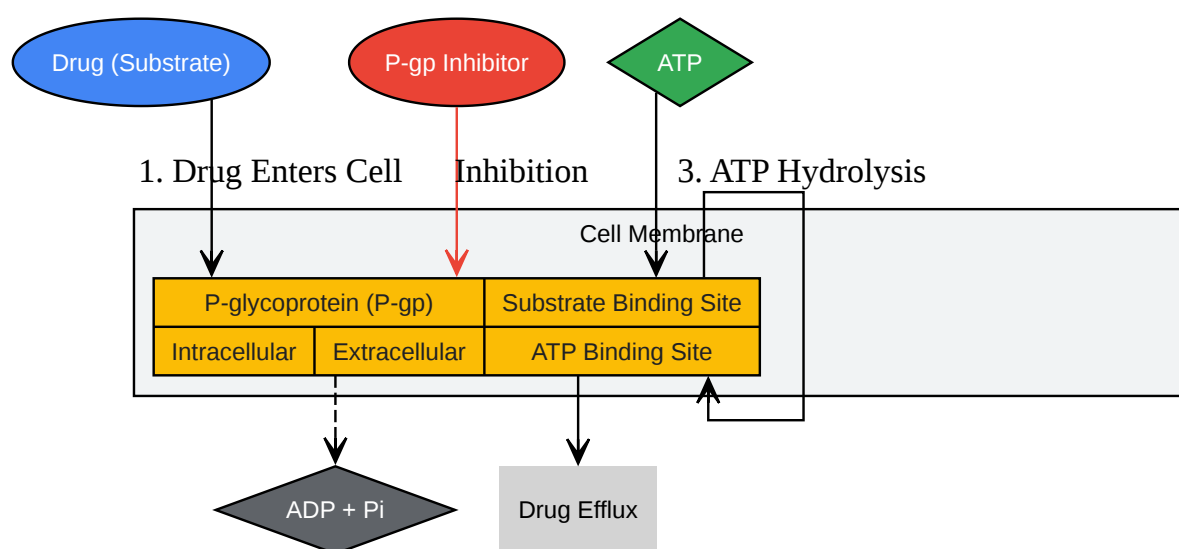 Drug (Substrate)
P-gp Inhibitor
ATP
1. Drug Enters Cell
Inhibition
3. ATP Hydrolysis
Cell Membrane
P-glycoprotein (P-gp)
Substrate Binding Site
Intracellular
Extracellular
ATP Binding Site
ADP + Pi
Drug Efflux